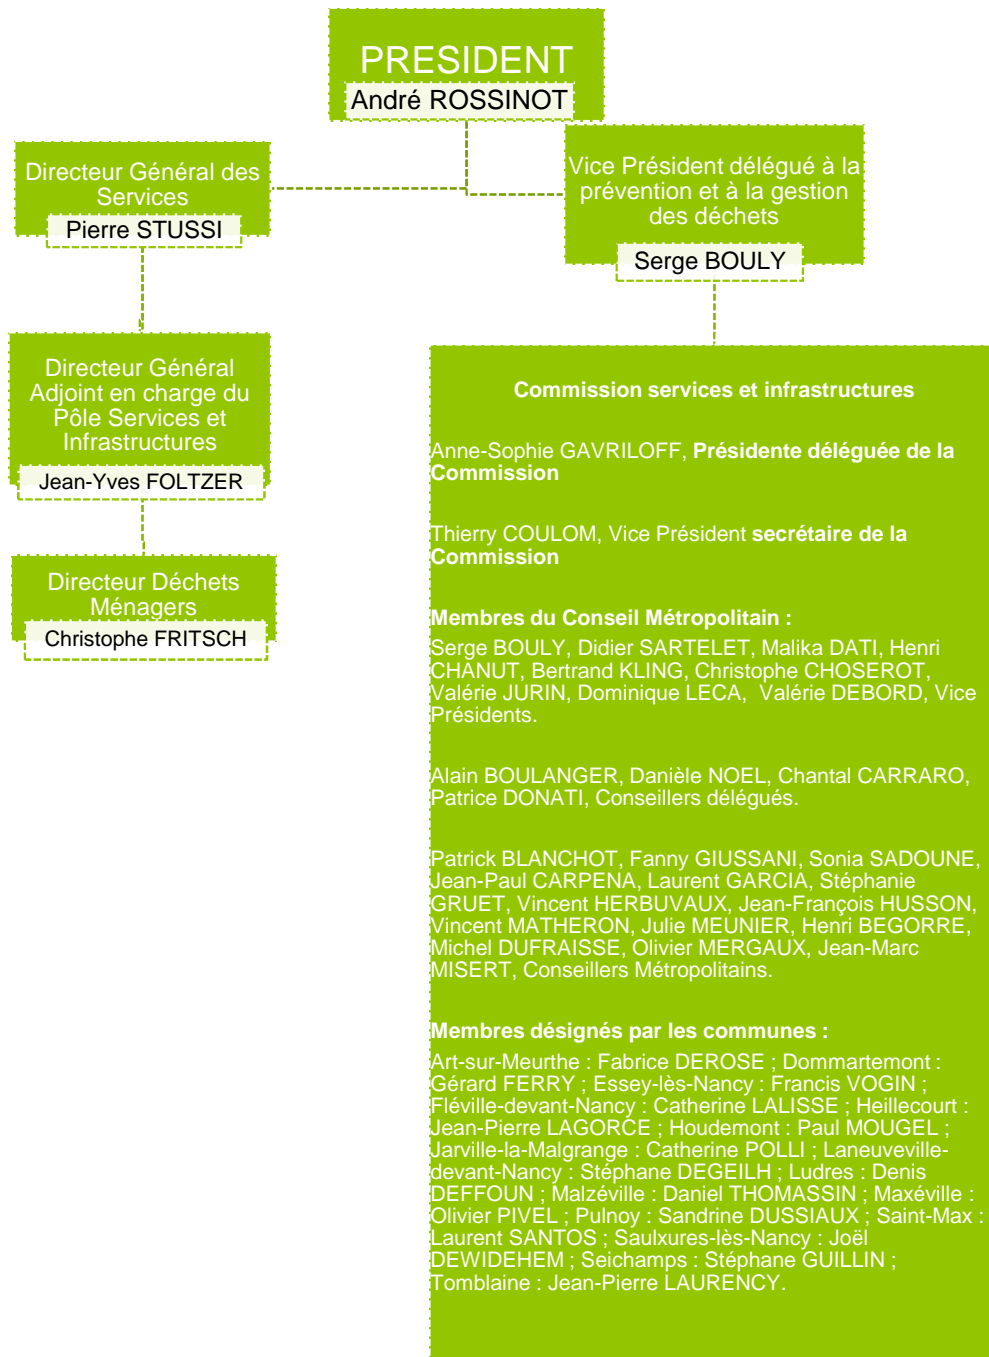 PRESIDENT
André ROSSINOT
Directeur Général des
Services
Pierre STUSSI
Vice Président délégué à la
prévention et à la gestion
des déchets
Serge BOULY
Directeur Général
Adjoint en charge du
Pôle Services et
Infrastructures
Jean-Yves FOLTZER
Directeur Déchets
Ménagers
Christophe FRITSCH
Commission services et infrastructures
Anne-Sophie GAVRILOFF, Présidente déléguée de la
Commission
Thierry COULOM, Vice Président secrétaire de la
Commission
Membres du Conseil Métropolitain :
Serge BOULY, Didier SARTELET, Malika DATI, Henri
CHANUT, Bertrand KLING, Christophe CHOSEROT,
Valérie JURIN, Dominique LECA, Valérie DEBORD, Vice
Présidents.
Alain BOULANGER, Danièle NOEL, Chantal CARRARO,
Patrice DONATI, Conseillers délégués.
Patrick BLANCHOT, Fanny GIUSSANI, Sonia SADOUNE,
Jean-Paul CARPENA, Laurent GARCIA, Stéphanie
GRUET, Vincent HERBUVAUX, Jean-François HUSSON,
Vincent MATHERON, Julie MEUNIER, Henri BEGORRE,
Michel DUFRAISSE, Olivier MERGAUX, Jean-Marc
MISERT, Conseillers Métropolitains.
Membres désignés par les communes :
Art-sur-Meurthe : Fabrice DEROSE ; Dommartemont :
Gérard FERRY ; Essey-lès-Nancy : Francis VOGIN ;
Fléville-devant-Nancy : Catherine LALISSE ; Heillecourt :
Jean-Pierre LAGORCE ; Houdemont : Paul MOUGEL ;
Jarville-la-Malgrange : Catherine POLLI ; Laneuveville-
devant-Nancy : Stéphane DEGEILH ; Ludres : Denis
DEFFOUN ; Malzéville : Daniel THOMASSIN ; Maxéville :
Olivier PIVEL ; Pulnoy : Sandrine DUSSIAUX ; Saint-Max :
Laurent SANTOS ; Saulxures-lès-Nancy : Joël
DEWIDEHEM ; Seichamps : Stéphane GUILLIN ;
Tomblaine : Jean-Pierre LAURENCY.